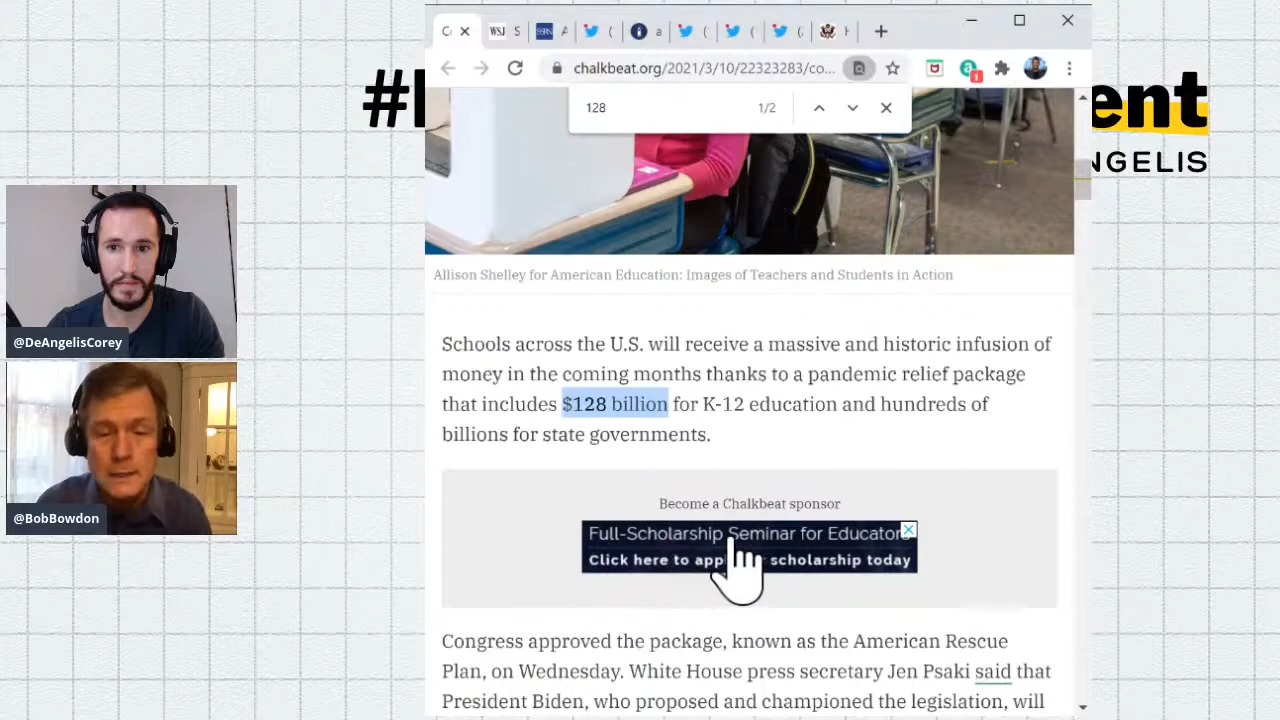 WSJ
SSRN
chalkbeat.org/2021/3/10/22323283/co...
1
128
1/2
ent
NGELIS
@DeAngelisCorey
@BobBowdon
Allison Shelley for American Education: Images of Teachers and Students in Action
Schools across the U.S. will receive a massive and historic infusion of
money in the coming months thanks to a pandemic relief package
that includes $128 billion for K-12 education and hundreds of
billions for state governments.
Become a Chalkbeat sponsor
Full-Scholarship Seminar for Educators
Click here to app scholarship today
Congress approved the package, known as the American Rescue
Plan, on Wednesday. White House press secretary Jen Psaki said that
President Biden, who proposed and championed the legislation, will